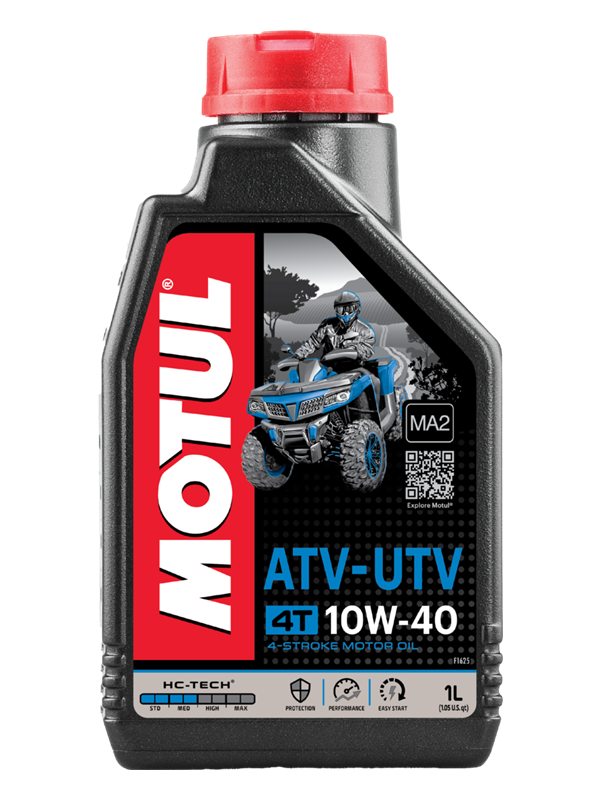 MOTUL®
MA2
Explore Motul®
ATV-UTV
4T 10W-40
4-STROKE MOTOR OIL
F1625
HC-TECH®
STD MED HIGH MAX
PROTECTION PERFORMANCE EASY START
1L
(1.05 U.S. qt)